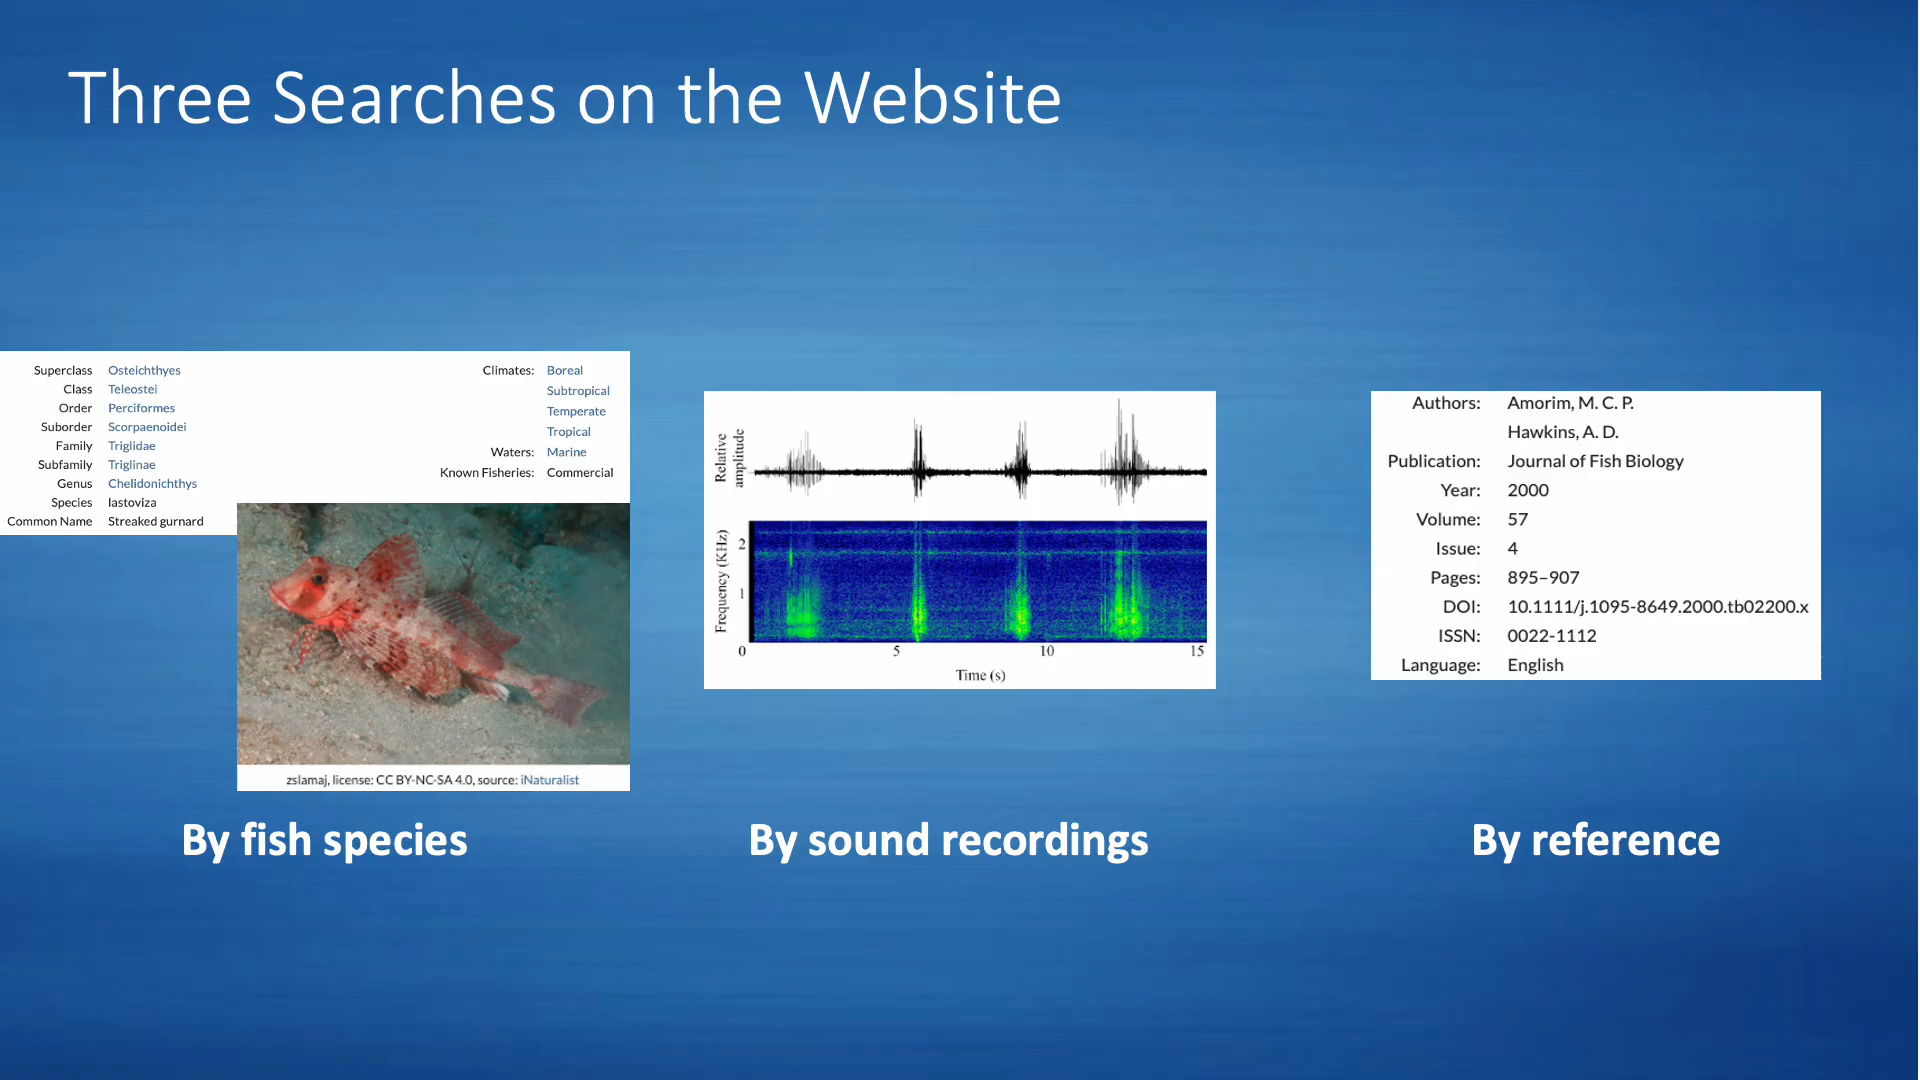 Three Searches on the Website
Superclass Osteichthyes
Class Teleostei
Order Perciformes
Suborder Scorpaenoidei
Family Triglidae
Subfamily Triglinae
Genus Chelidonichthys
Species lastoviza
Common Name Streaked gurnard
Climates: Boreal
Subtropical
Temperate
Tropical
Waters: Marine
Known Fisheries: Commercial
zslamaj, license: CC BY-NC-SA 4.0, source: iNaturalist
By fish species
Relative
amplitude
Frequency (KHz)
2
1
0 5 10 15
Time (s)
By sound recordings
Authors: Amorim, M. C. P.
Hawkins, A. D.
Publication: Journal of Fish Biology
Year: 2000
Volume: 57
Issue: 4
Pages: 895–907
DOI: 10.1111/j.1095-8649.2000.tb02200.x
ISSN: 0022-1112
Language: English
By reference